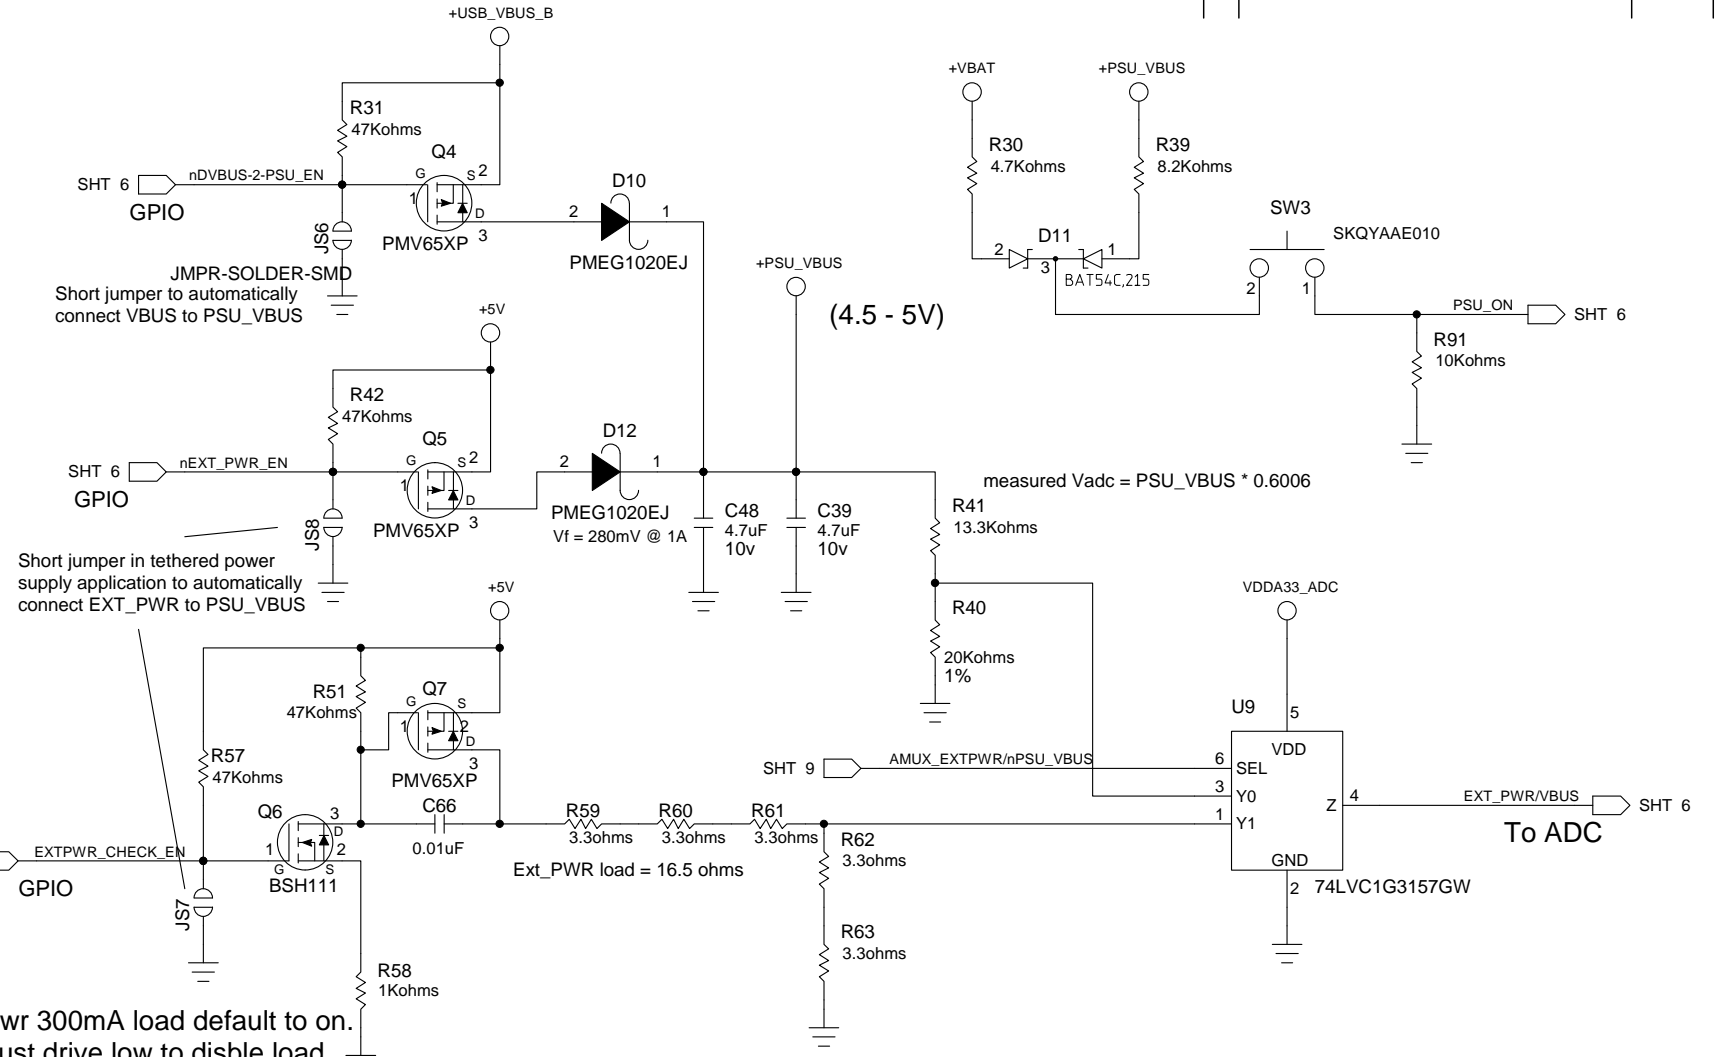 +USB_VBUS_B
R31
47Kohms
Q4
nDVBUS-2-PSU_EN
G
S
2
SHT 6
GPIO
1
D
3
JS6
PMV65XP
JMPR-SOLDER-SMD
Short jumper to automatically
connect VBUS to PSU_VBUS
D10
2
1
PMEG1020EJ
+VBAT
+PSU_VBUS
R30
4.7Kohms
R39
8.2Kohms
SW3
SKQYAAE010
2
D11
1
3
BAT54C,215
2
1
PSU_ON
SHT 6
R91
10Kohms
+PSU_VBUS
(4.5 - 5V)
+5V
R42
47Kohms
Q5
nEXT_PWR_EN
G
S
2
SHT 6
GPIO
1
D
3
JS8
PMV65XP
D12
2
1
PMEG1020EJ
Vf = 280mV @ 1A
C48
4.7uF
10v
C39
4.7uF
10v
measured Vadc = PSU_VBUS * 0.6006
R41
13.3Kohms
R40
20Kohms
1%
Short jumper in tethered power
supply application to automatically
connect EXT_PWR to PSU_VBUS
+5V
R51
47Kohms
Q7
G
S
1
2
D
3
PMV65XP
R57
47Kohms
C66
0.01uF
Q6
3
D
1
2
G
S
BSH111
EXTPWR_CHECK_EN
GPIO
JS7
R58
1Kohms
R59
3.3ohms
R60
3.3ohms
R61
3.3ohms
Ext_PWR load = 16.5 ohms
R62
3.3ohms
R63
3.3ohms
VDDA33_ADC
U9
5
VDD
SHT 9
AMUX_EXTPWR/nPSU_VBUS
6
SEL
3
Y0
1
Y1
Z
4
EXT_PWR/VBUS
SHT 6
To ADC
GND
2
74LVC1G3157GW
wr 300mA load default to on.
ust drive low to disble load